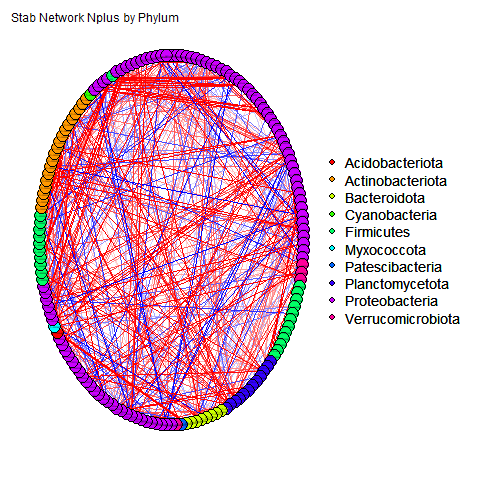 Stab Network Nplus by Phylum
Acidobacteriota
Actinobacteriota
Bacteroidota
Cyanobacteria
Firmicutes
Myxococcota
Patescibacteria
Planctomycetota
Proteobacteria
Verrucomicrobiota